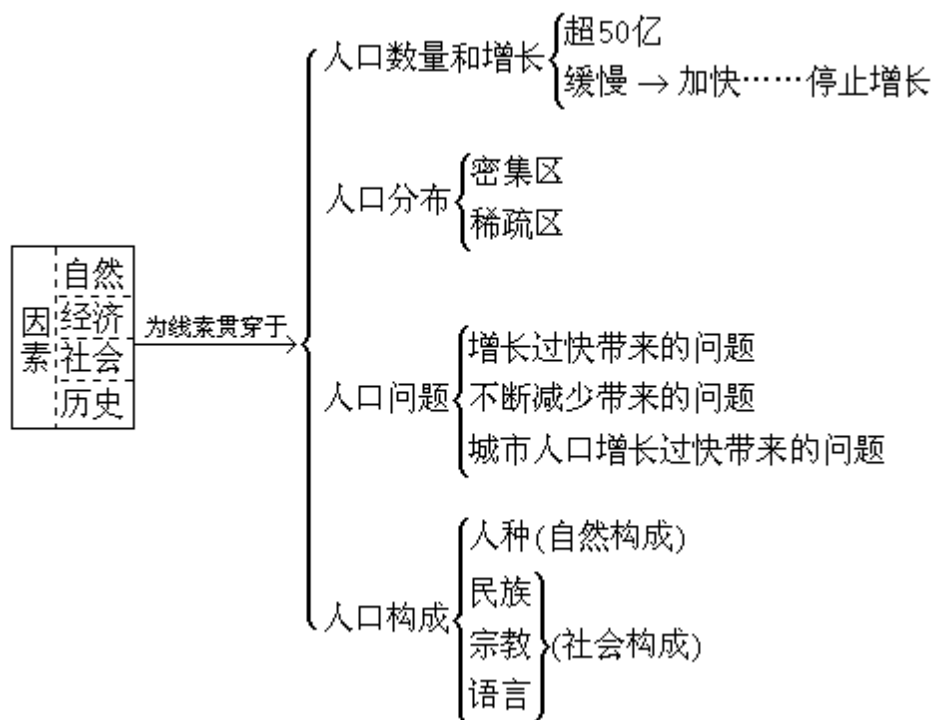 人口数量和增长
超50亿
缓慢 → 加快……停止增长
人口分布
密集区
稀疏区
因素
自然
经济
社会
历史
为线索贯穿于
人口问题
增长过快带来的问题
不断减少带来的问题
城市人口增长过快带来的问题
人口构成
人种(自然构成)
民族
宗教
语言
(社会构成)